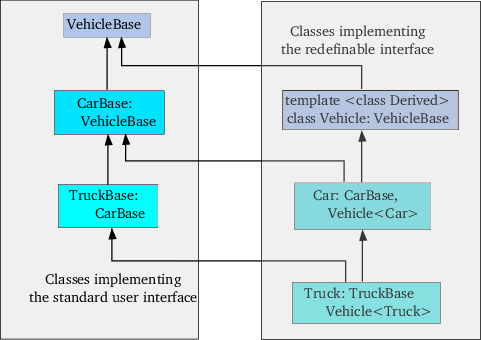 VehicleBase
CarBase:
VehicleBase
TruckBase:
CarBase
Classes implementing
the standard user interface
Classes implementing
the redefinable interface
template <class Derived>
class Vehicle: VehicleBase
Car: CarBase,
Vehicle<Car>
Truck: TruckBase
Vehicle<Truck>